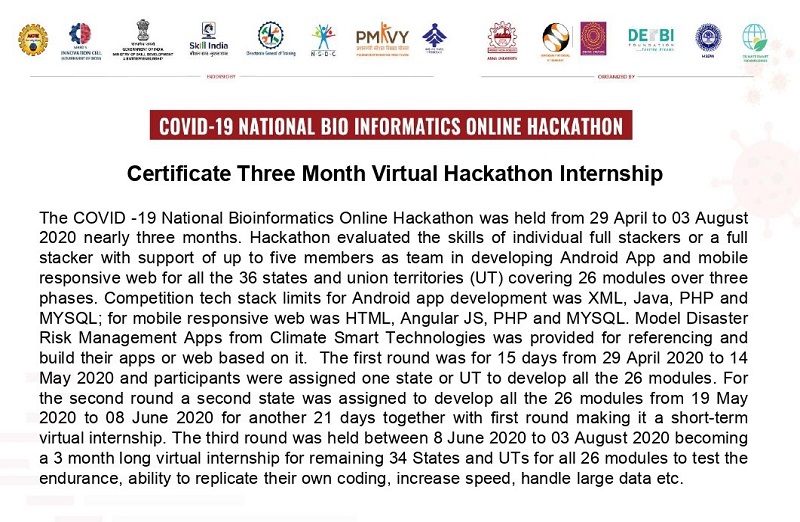 AICTE
MHRD'S
INNOVATION CELL
(GOVERNMENT OF INDIA)
GOVERNMENT OF INDIA
MINISTRY OF SKILL DEVELOPMENT
& ENTREPRENEURSHIP
Skill India
कौशल भारत - कुशल भारत
Directorate General of Training
N·S·D·C
PMKVY
ANNA UNIVERSITY
DERBI
FOUNDATION
ENDORSED BY
ORGANISED BY
COVID-19 NATIONAL BIO INFORMATICS ONLINE HACKATHON
Certificate Three Month Virtual Hackathon Internship
The COVID -19 National Bioinformatics Online Hackathon was held from 29 April to 03 August
2020 nearly three months. Hackathon evaluated the skills of individual full stackers or a full
stacker with support of up to five members as team in developing Android App and mobile
responsive web for all the 36 states and union territories (UT) covering 26 modules over three
phases. Competition tech stack limits for Android app development was XML, Java, PHP and
MYSQL; for mobile responsive web was HTML, Angular JS, PHP and MYSQL. Model Disaster
Risk Management Apps from Climate Smart Technologies was provided for referencing and
build their apps or web based on it.  The first round was for 15 days from 29 April 2020 to 14
May 2020 and participants were assigned one state or UT to develop all the 26 modules. For
the second round a second state was assigned to develop all the 26 modules from 19 May
2020 to 08 June 2020 for another 21 days together with first round making it a short-term
virtual internship. The third round was held between 8 June 2020 to 03 August 2020 becoming
a 3 month long virtual internship for remaining 34 States and UTs for all 26 modules to test the
endurance, ability to replicate their own coding, increase speed, handle large data etc.